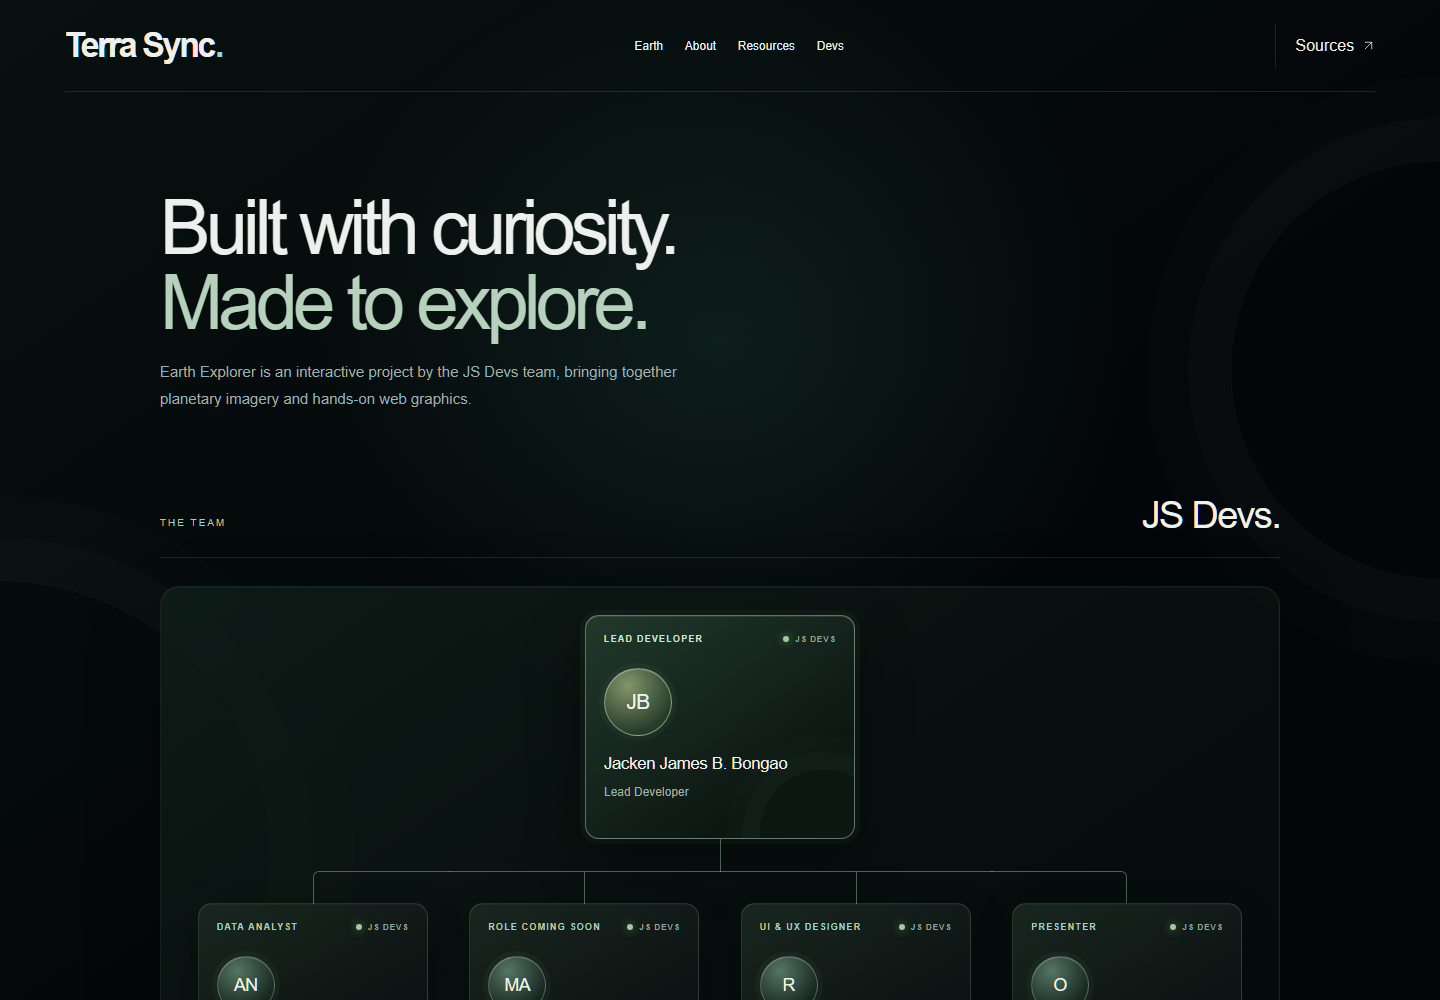 Terra Sync.
Earth
About
Resources
Devs
Sources
Built with curiosity.
Made to explore.
Earth Explorer is an interactive project by the JS Devs team, bringing together
planetary imagery and hands-on web graphics.
THE TEAM
JS Devs.
LEAD DEVELOPER
JS DEVS
JB
Jacken James B. Bongao
Lead Developer
DATA ANALYST
JS DEVS
AN
ROLE COMING SOON
JS DEVS
MA
UI & UX DESIGNER
JS DEVS
R
PRESENTER
JS DEVS
O